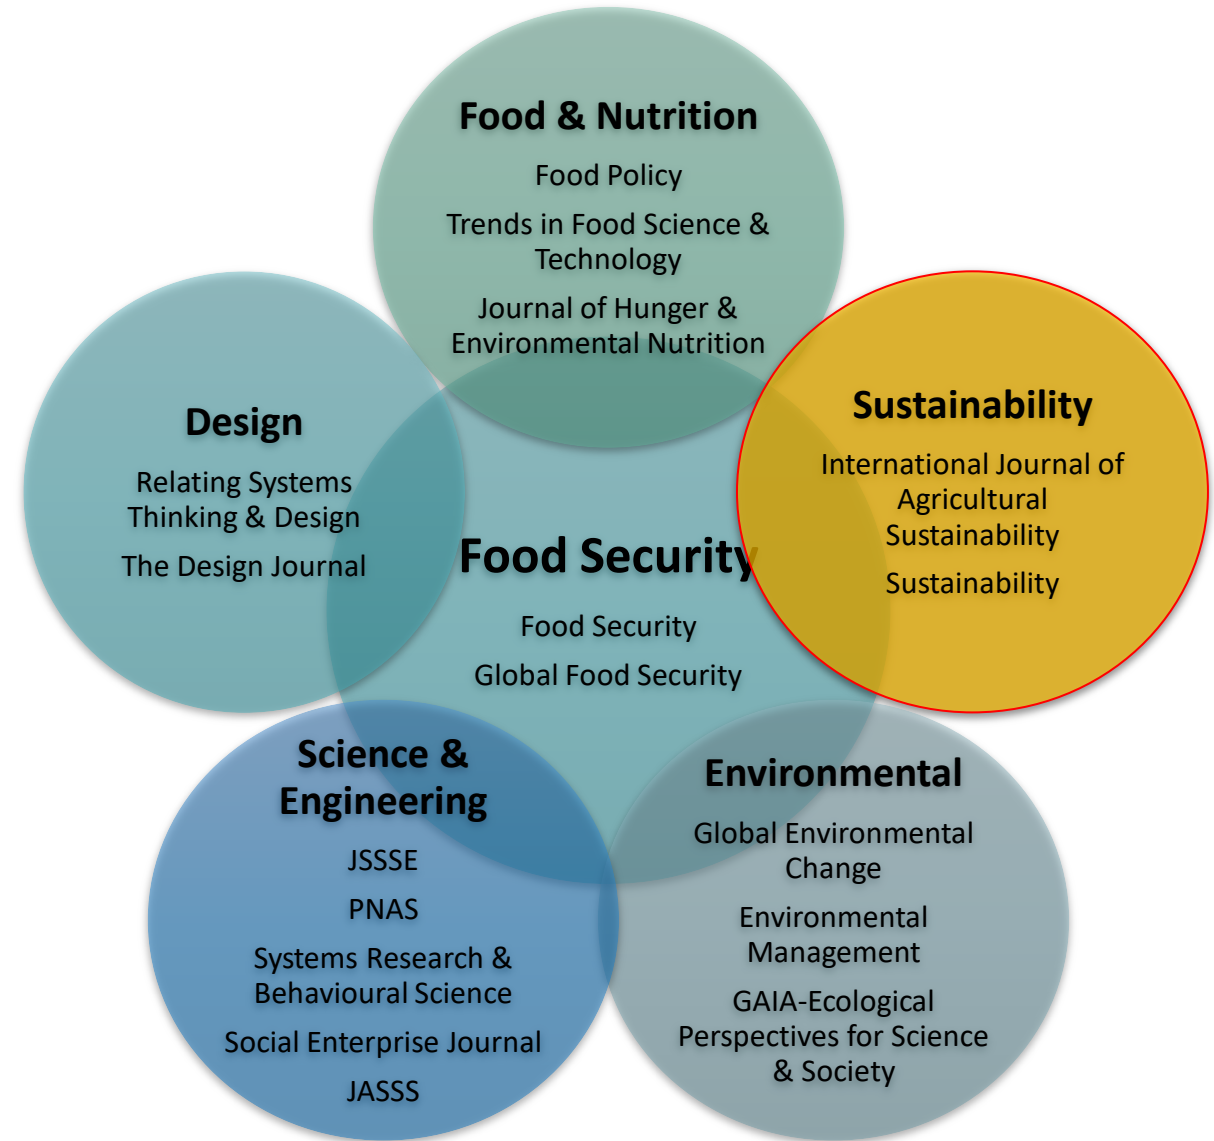 Food & Nutrition
Food Policy
Trends in Food Science &
Technology
Journal of Hunger &
Environmental Nutrition
Design
Relating Systems
Thinking & Design
The Design Journal
Sustainability
International Journal of
Agricultural
Sustainability
Sustainability
Food Security
Food Security
Global Food Security
Science &
Engineering
JSSSE
PNAS
Systems Research &
Behavioural Science
Social Enterprise Journal
JASSS
Environmental
Global Environmental
Change
Environmental
Management
GAIA-Ecological
Perspectives for Science
& Society